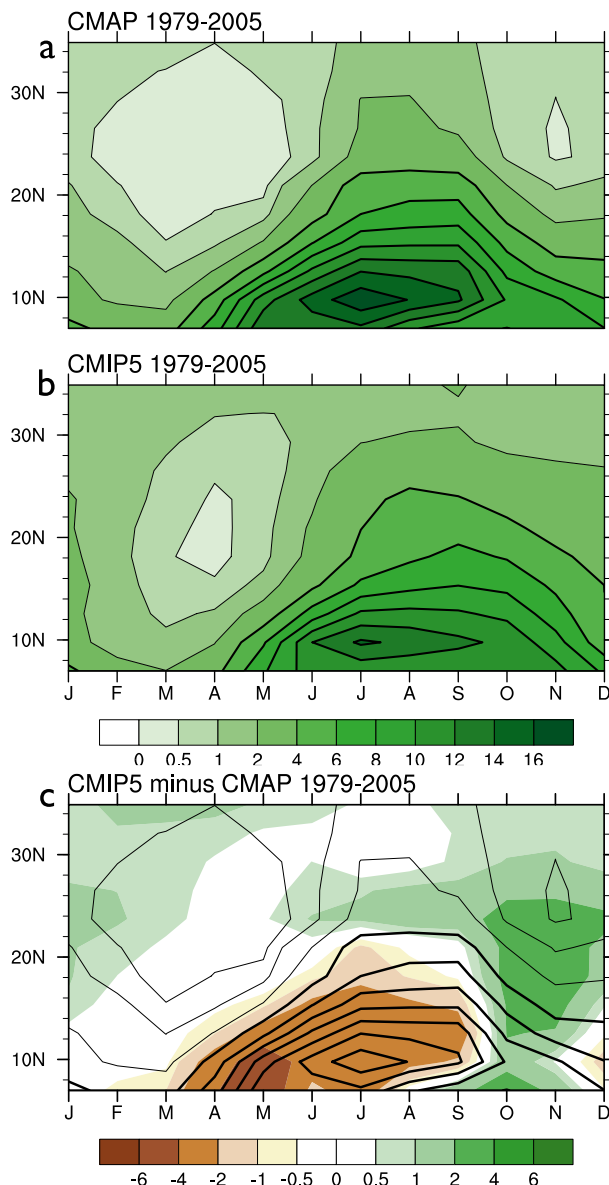 CMAP 1979-2005
a
30N
20N
10N
CMIP5 1979-2005
b
30N
20N
10N
J F M A M J J A S O N D
0 0.5 1 2 4 6 8 10 12 14 16
CMIP5 minus CMAP 1979-2005
c
30N
20N
10N
J F M A M J J A S O N D
-6 -4 -2 -1 -0.5 0 0.5 1 2 4 6